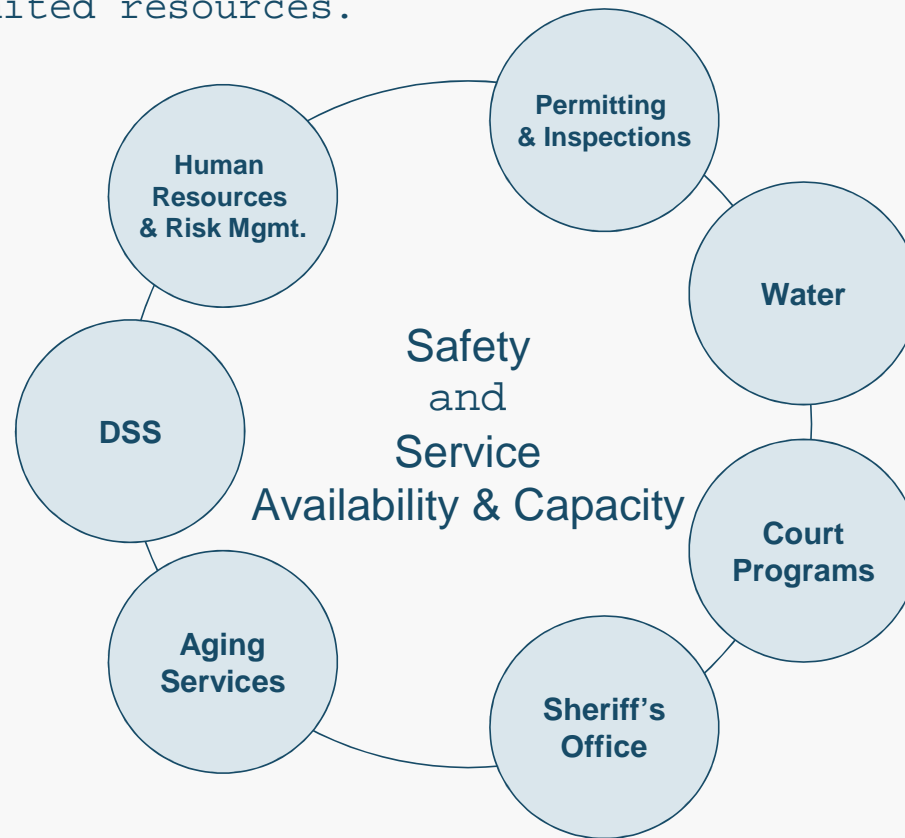 resources.
Permitting
& Inspections
Human
Resources
& Risk Mgmt.
Water
Safety
and
Service
Availability & Capacity
DSS
Court
Programs
Aging
Services
Sheriff’s
Office